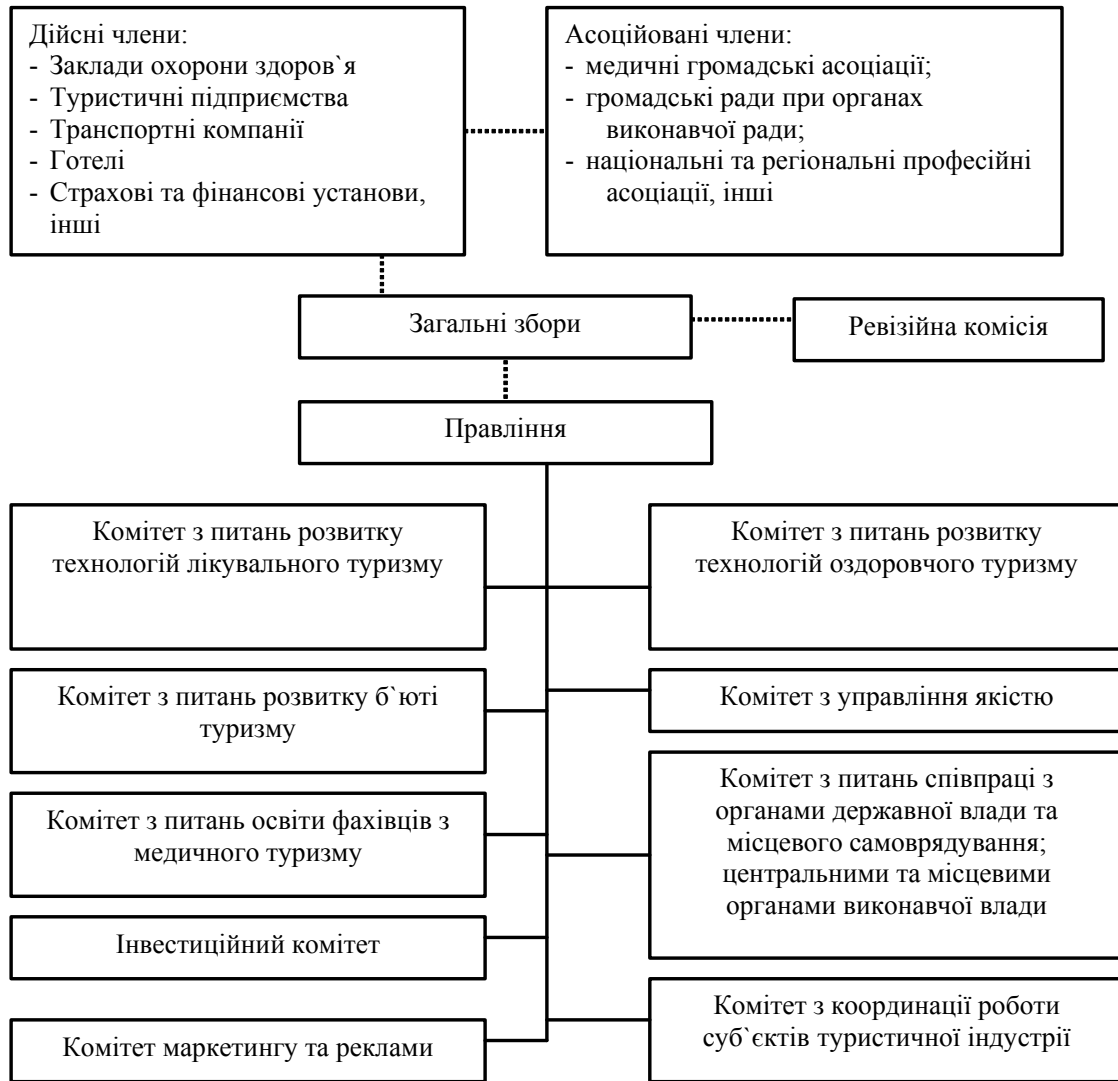 Дійсні члени:
- Заклади охорони здоров`я
- Туристичні підприємства
- Транспортні компанії
- Готелі
- Страхові та фінансові установи,
інші
Асоційовані члени:
- медичні громадські асоціації;
- громадські ради при органах
виконавчої ради;
- національні та регіональні професійні
асоціації, інші
Загальні збори
Ревізійна комісія
Правління
Комітет з питань розвитку
технологій лікувального туризму
Комітет з питань розвитку
технологій оздоровчого туризму
Комітет з питань розвитку б`юті
туризму
Комітет з управління якістю
Комітет з питань освіти фахівців з
медичного туризму
Комітет з питань співпраці з
органами державної влади та
місцевого самоврядування;
центральними та місцевими
органами виконавчої влади
Інвестиційний комітет
Комітет маркетингу та реклами
Комітет з координації роботи
суб`єктів туристичної індустрії